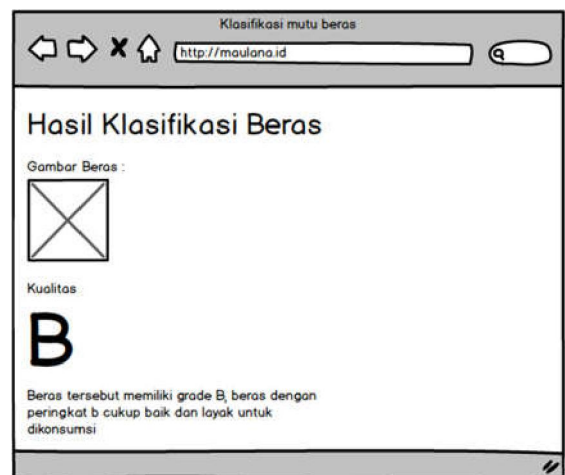 Klasifikasi mutu beras
http://maulana.id
Hasil Klasifikasi Beras
Gambar Beras :
Kualitas
B
Beras tersebut memiliki grade B, beras dengan
peringkat b cukup baik dan layak untuk
dikonsumsi